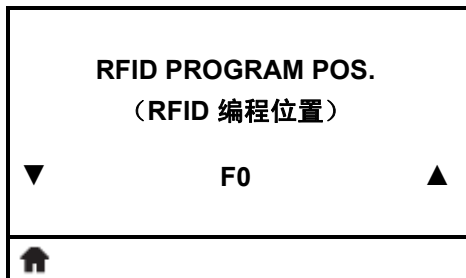 RFID PROGRAM POS.
（RFID 编程位置）
▼ F0 ▲